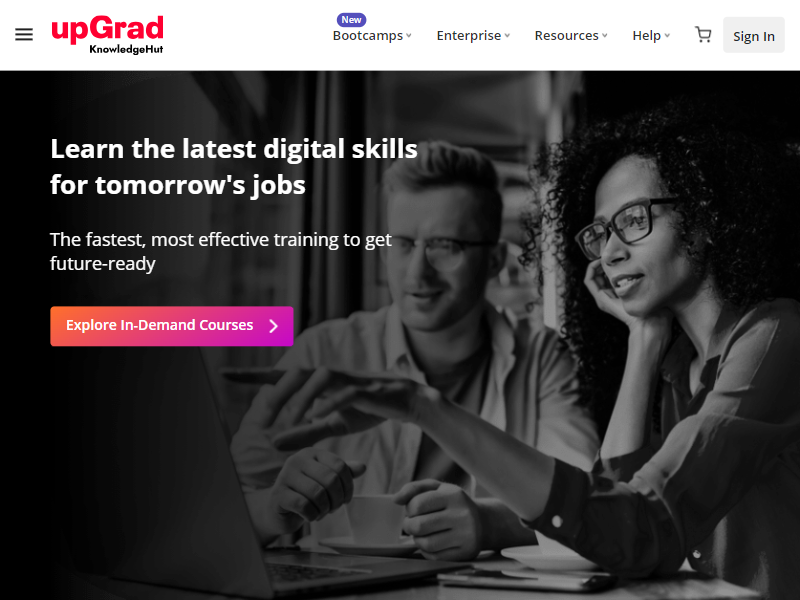 upGrad
KnowledgeHut
New
Bootcamps
Enterprise
Resources
Help
Sign In
Learn the latest digital skills
for tomorrow's jobs
The fastest, most effective training to get
future-ready
Explore In-Demand Courses